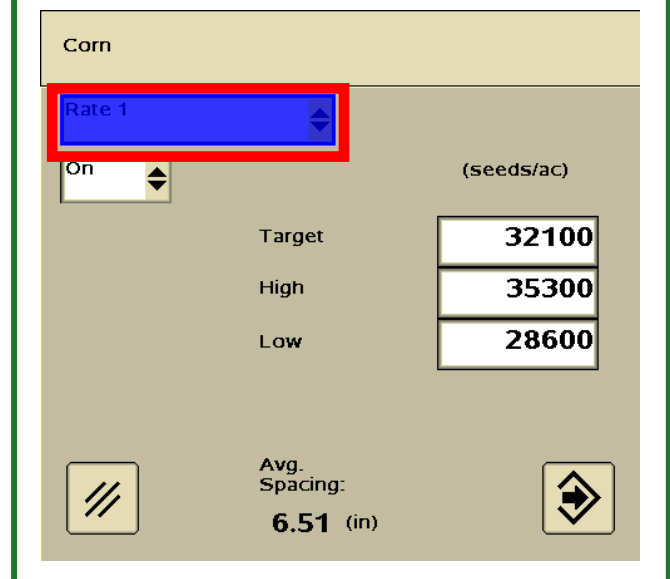 Corn
Rate 1
On
(seeds/ac)
Target 32100
High 35300
Low 28600
Avg.
Spacing:
6.51 (in)